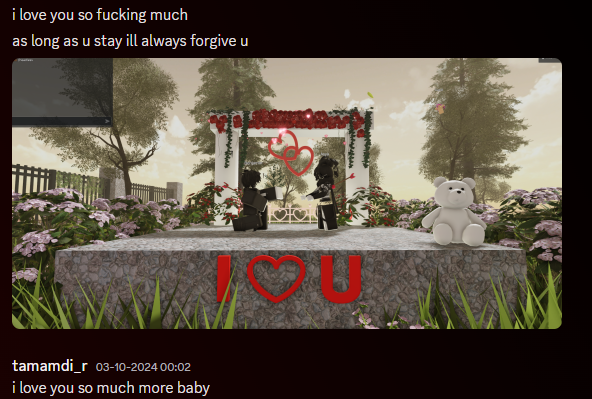 i love you so fucking much
as long as u stay ill always forgive u
I ♡ U
tamamdi_r 03-10-2024 00:02
i love you so much more baby